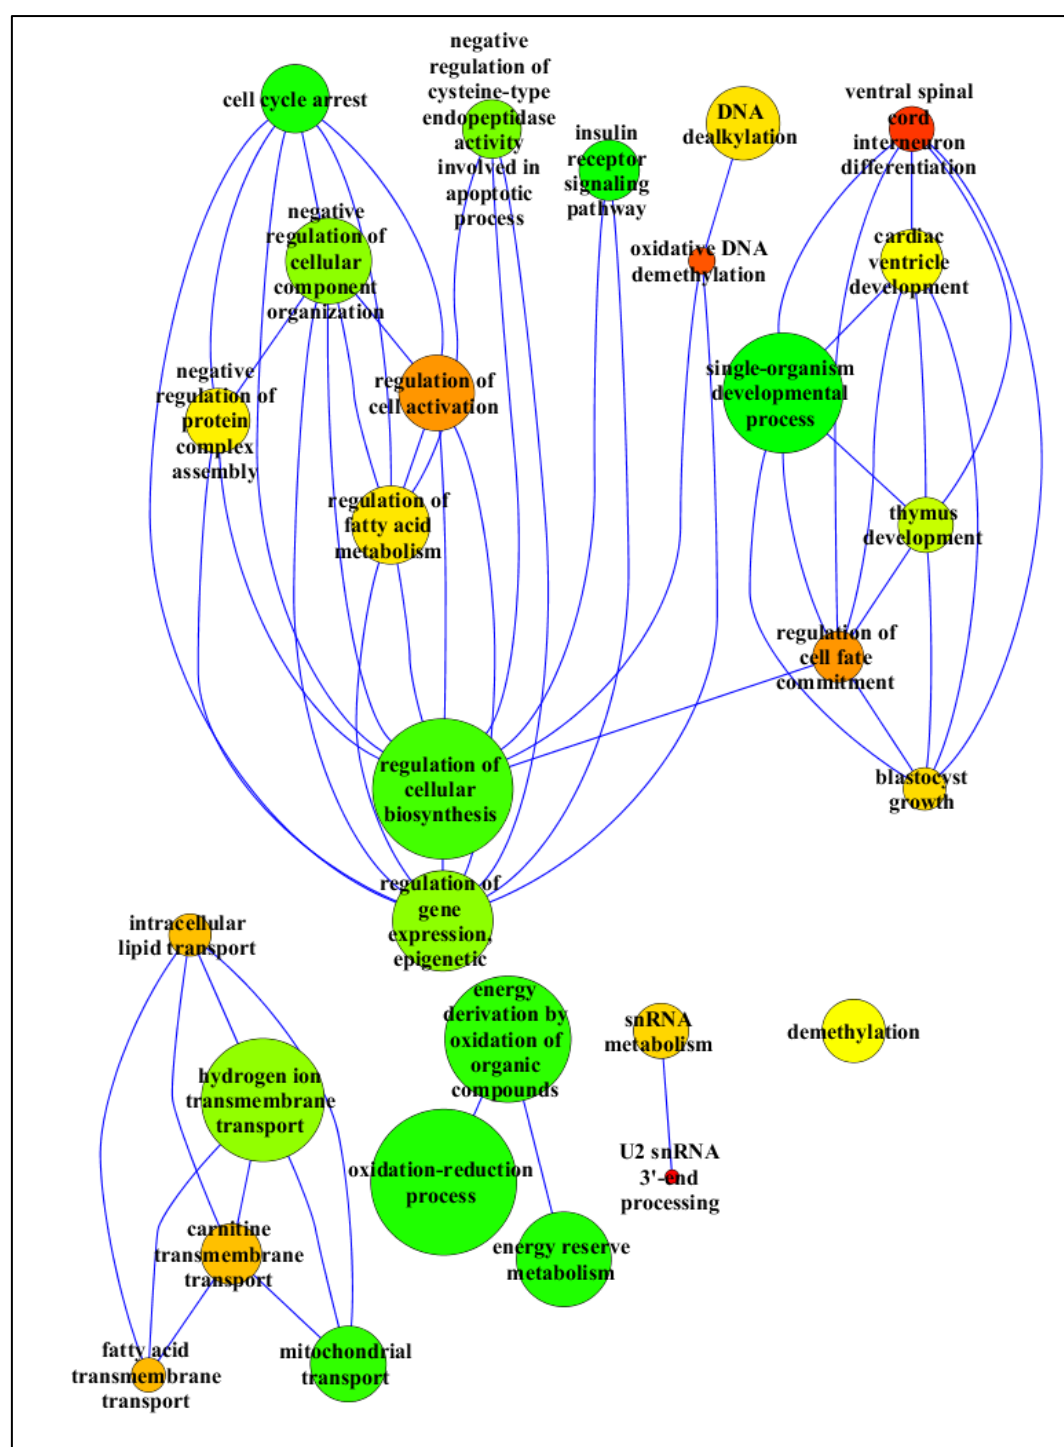 cell cycle arrest
negative
regulation of
cysteine-type
endopeptidase
activity
involved in
apoptotic
process
insulin
receptor
signaling
pathway
DNA
dealkylation
ventral spinal
cord
interneuron
differentiation
negative
regulation of
cellular
component
organization
oxidative DNA
demethylation
cardiac
ventricle
development
negative
regulation of
protein
complex
assembly
regulation of
cell activation
single-organism
developmental
process
regulation of
fatty acid
metabolism
thymus
development
regulation of
cell fate
commitment
regulation of
cellular
biosynthesis
blastocyst
growth
regulation of
gene
expression,
epigenetic
intracellular
lipid transport
energy
derivation by
oxidation of
organic
compounds
snRNA
metabolism
demethylation
hydrogen ion
transmembrane
transport
oxidation-reduction
process
U2 snRNA
3'-end
processing
carnitine
transmembrane
transport
energy reserve
metabolism
fatty acid
transmembrane
transport
mitochondrial
transport